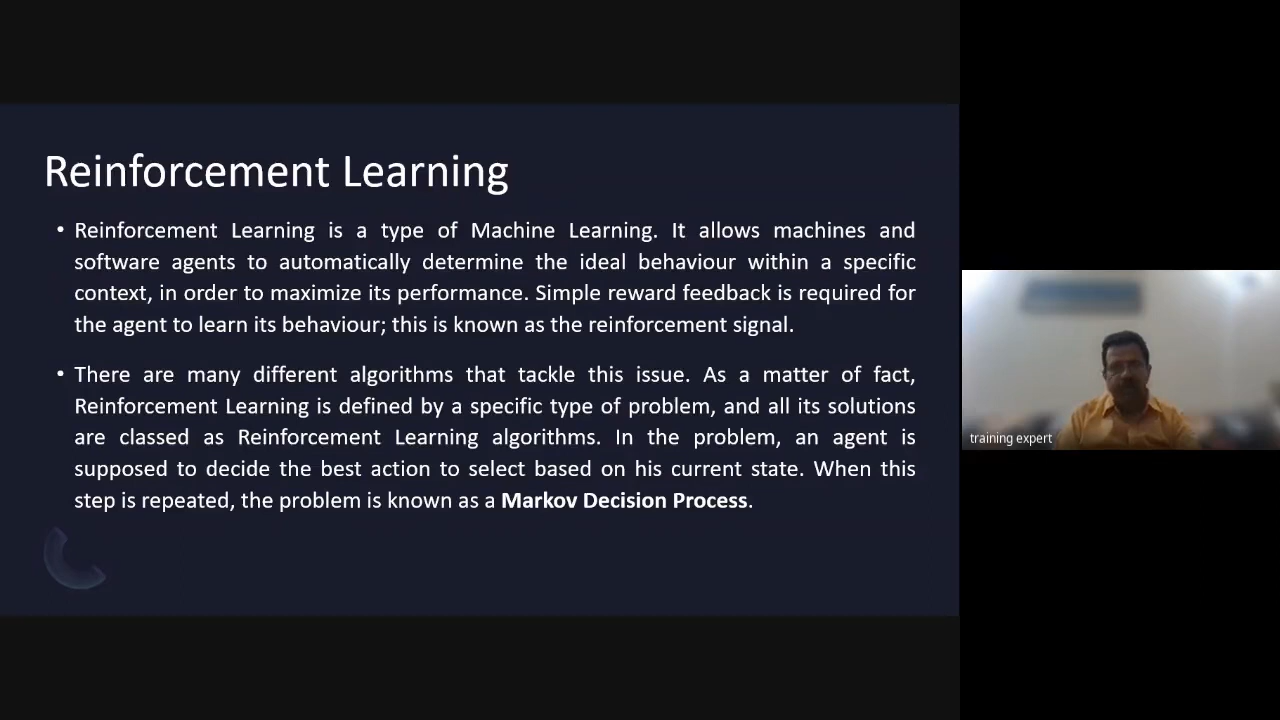 Reinforcement Learning
• Reinforcement Learning is a type of Machine Learning. It allows machines and
software agents to automatically determine the ideal behaviour within a specific
context, in order to maximize its performance. Simple reward feedback is required for
the agent to learn its behaviour; this is known as the reinforcement signal.
• There are many different algorithms that tackle this issue. As a matter of fact,
Reinforcement Learning is defined by a specific type of problem, and all its solutions
are classed as Reinforcement Learning algorithms. In the problem, an agent is
supposed to decide the best action to select based on his current state. When this
step is repeated, the problem is known as a Markov Decision Process.
training expert